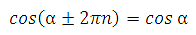 cos(α ± 2πn) = cos α